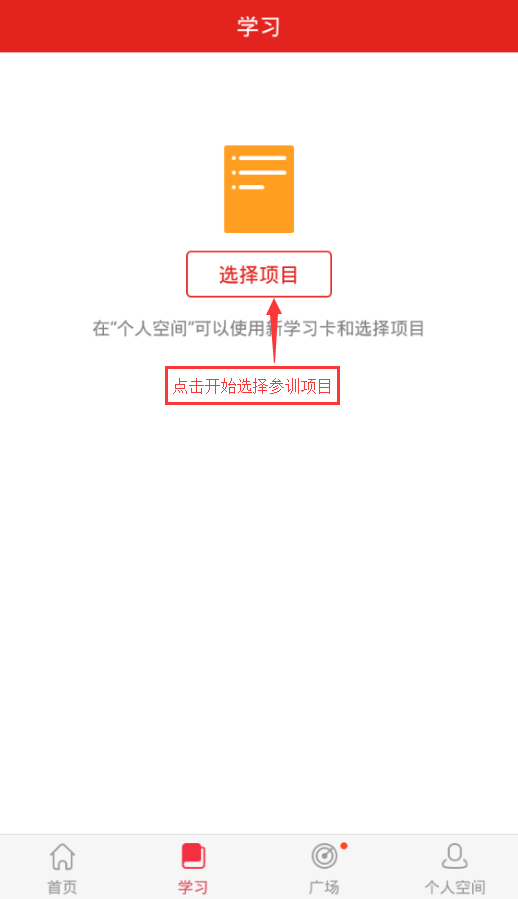 学习
选择项目
在“个人空间”可以使用新学习卡和选择项目
点击开始选择参训项目
首页
学习
广场
个人空间